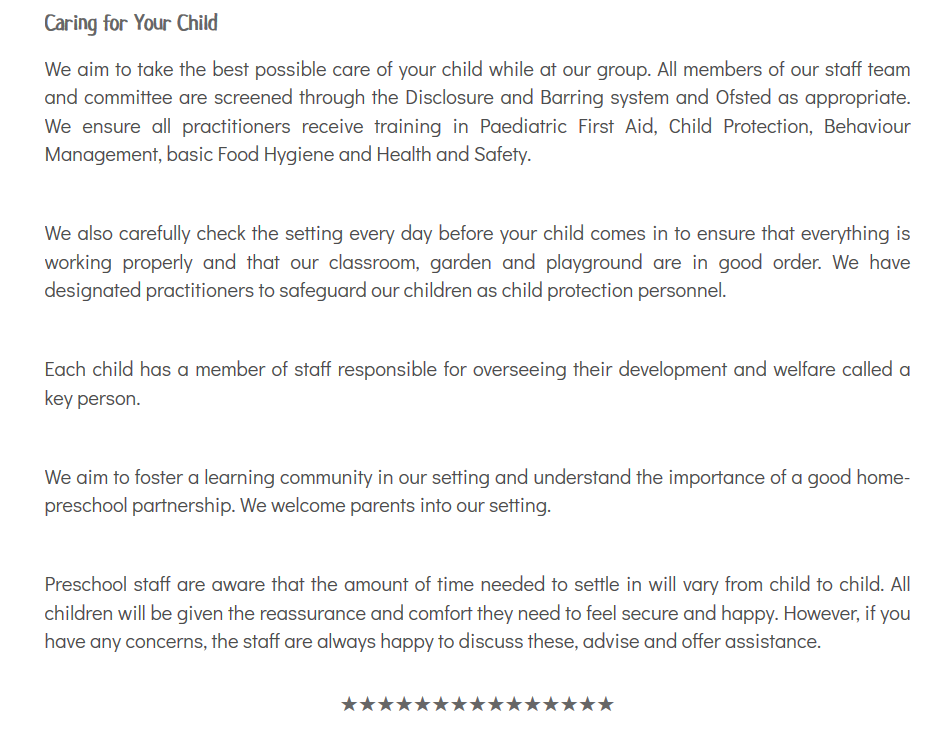 Caring for Your Child
We aim to take the best possible care of your child while at our group. All members of our staff team
and committee are screened through the Disclosure and Barring system and Ofsted as appropriate.
We ensure all practitioners receive training in Paediatric First Aid, Child Protection, Behaviour
Management, basic Food Hygiene and Health and Safety.
We also carefully check the setting every day before your child comes in to ensure that everything is
working properly and that our classroom, garden and playground are in good order. We have
designated practitioners to safeguard our children as child protection personnel.
Each child has a member of staff responsible for overseeing their development and welfare called a
key person.
We aim to foster a learning community in our setting and understand the importance of a good home-
preschool partnership. We welcome parents into our setting.
Preschool staff are aware that the amount of time needed to settle in will vary from child to child. All
children will be given the reassurance and comfort they need to feel secure and happy. However, if you
have any concerns, the staff are always happy to discuss these, advise and offer assistance.
★★★★★★★★★★★★★★★